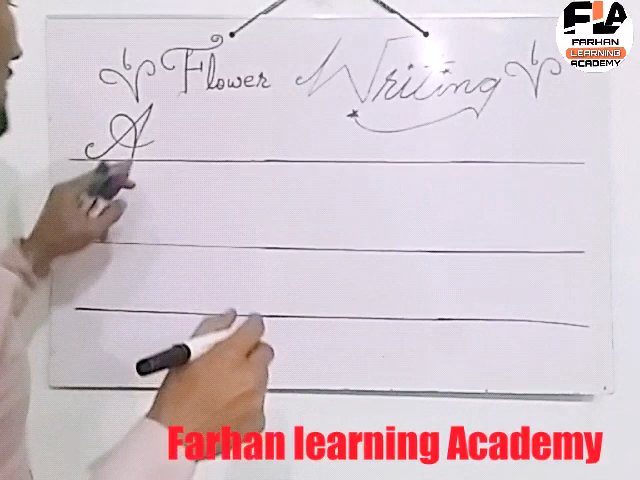 FLA
FARHAN
LEARNING
ACADEMY
Flower Writing
A
Farhan learning Academy